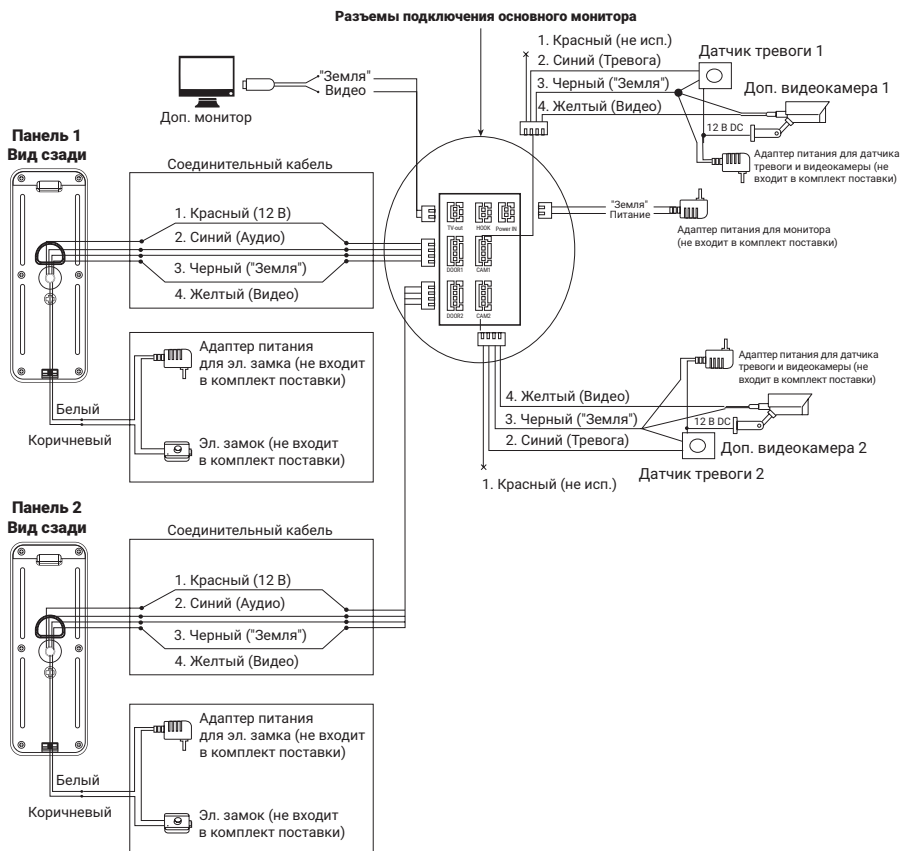 Разъемы подключения основного монитора
1. Красный (не исп.)
2. Синий (Тревога)
3. Черный ("Земля")
4. Желтый (Видео)
Датчик тревоги 1
Доп. видеокамера 1
12 В DC
Адаптер питания для датчика
тревоги и видеокамеры (не
входит в комплект поставки)
"Земля"
Видео
Доп. монитор
"Земля"
Питание
Адаптер питания для монитора
(не входит в комплект поставки)
TV-out
HOOK
Power IN
DOOR1
CAM1
DOOR2
CAM2
Панель 1
Вид сзади
Соединительный кабель
1. Красный (12 В)
2. Синий (Аудио)
3. Черный ("Земля")
4. Желтый (Видео)
Адаптер питания
для эл. замка (не входит
в комплект поставки)
Белый
Коричневый
Эл. замок (не входит
в комплект поставки)
Адаптер питания для датчика
тревоги и видеокамеры (не
входит в комплект поставки)
4. Желтый (Видео)
3. Черный ("Земля")
2. Синий (Тревога)
1. Красный (не исп.)
12 В DC
Доп. видеокамера 2
Датчик тревоги 2
Панель 2
Вид сзади
Соединительный кабель
1. Красный (12 В)
2. Синий (Аудио)
3. Черный ("Земля")
4. Желтый (Видео)
Адаптер питания
для эл. замка (не входит
в комплект поставки)
Белый
Коричневый
Эл. замок (не входит
в комплект поставки)